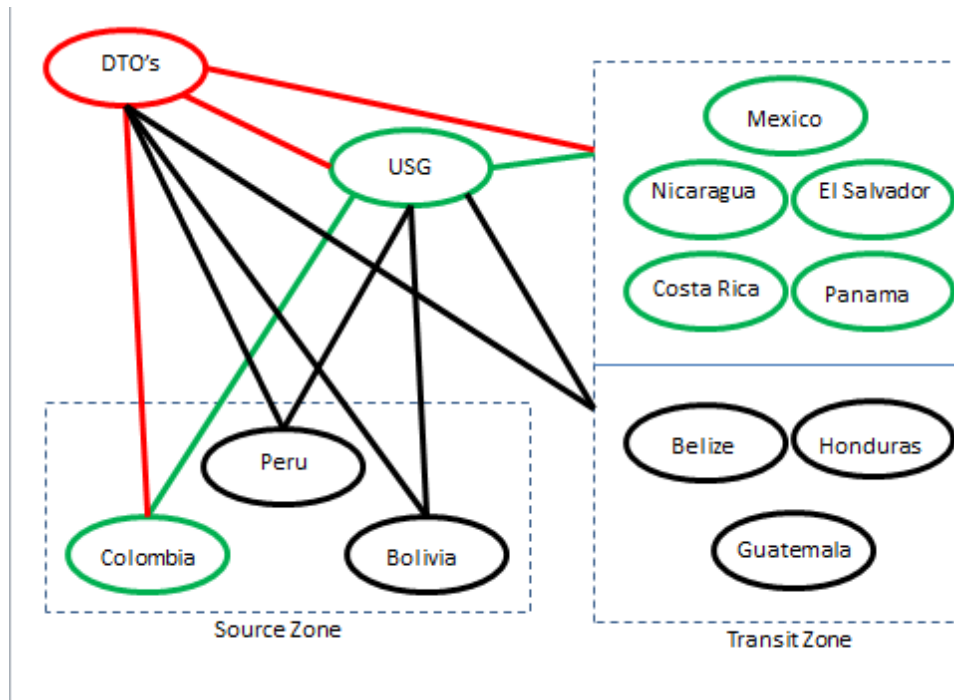 DTO's
USG
Mexico
Nicaragua
El Salvador
Costa Rica
Panama
Belize
Honduras
Guatemala
Transit Zone
Peru
Colombia
Bolivia
Source Zone